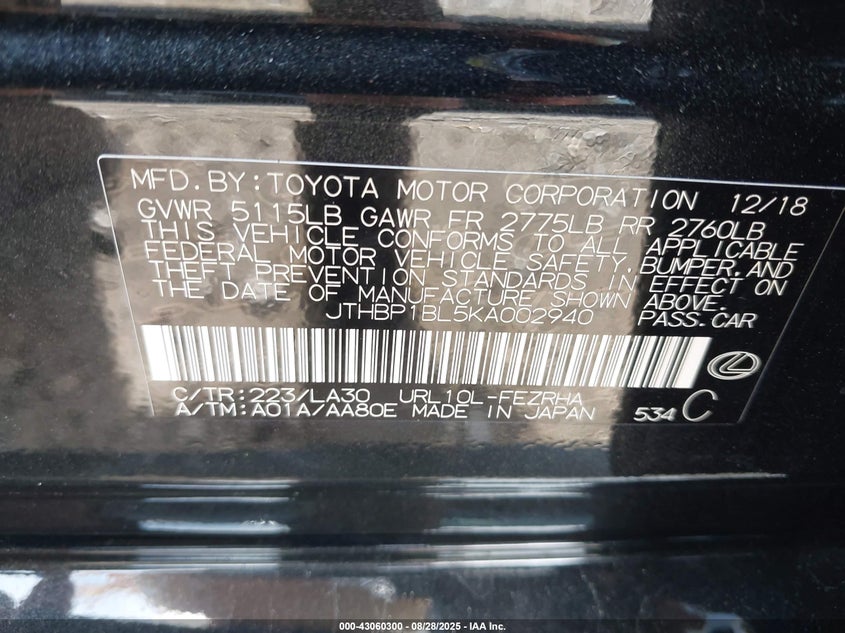 MFD.BY:TOYOTA MOTOR CORPORATION 12/18
GVWR 5115LB GAWR FR 2775LB RR 2760LB
THIS VEHICLE CONFORMS TO ALL APPLICABLE
FEDERAL MOTOR VEHICLE SAFETY,BUMPER,AND
THEFT PREVENTION STANDARDS IN EFFECT ON
THE DATE OF MANUFACTURE SHOWN ABOVE.
JTHBP1BL5KA002940 PASS.CAR
C/TR:223/LA30 URL10L-FEZRHA
A/TM:A01A/AA80E MADE IN JAPAN 534 C
000-43060300 - 08/28/2025 - IAA Inc.